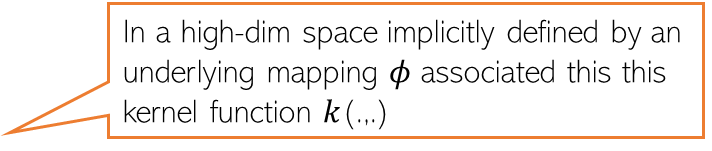 In a high-dim space implicitly defined by an
underlying mapping ϕ associated this this
kernel function k(.,.)